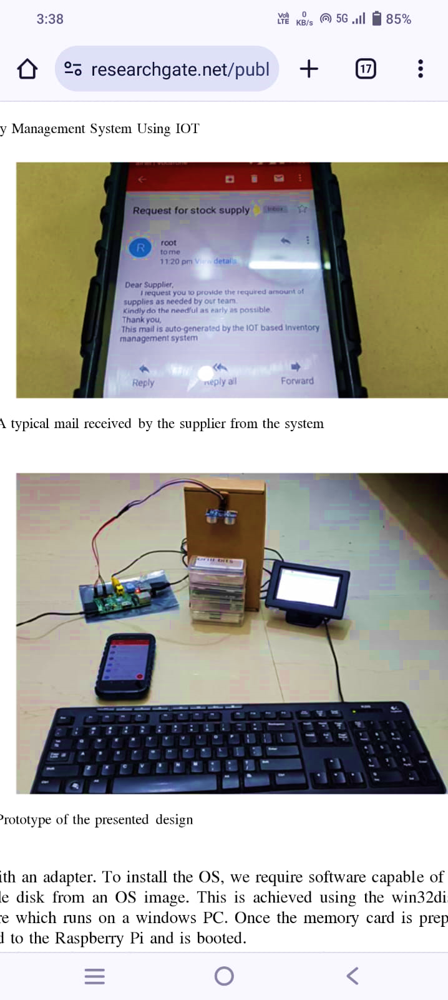 3:38
Vo) LTE
0 KB/s
5G
85%
researchgate.net/publ
17
y Management System Using IOT
Request for stock supply
Inbox
R
root
to me
11:20 pm View details
Dear Supplier,
I request you to provide the required amount of
supplies as needed by our team.
Kindly do the needful as early as possible.
Thank you,
This mail is auto-generated by the IOT based Inventory
management system
Reply
Reply all
Forward
A typical mail received by the supplier from the system
Drill bits
Prototype of the presented design
ith an adapter. To install the OS, we require software capable of
le disk from an OS image. This is achieved using the win32di
re which runs on a windows PC. Once the memory card is prep
d to the Raspberry Pi and is booted.